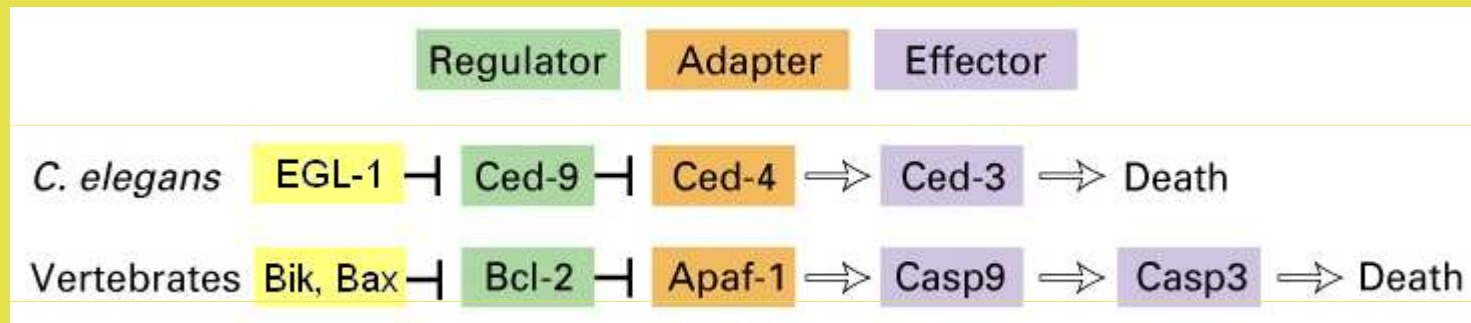 Regulator Adapter Effector
C. elegans EGL-1 Ced-9 Ced-4 Ced-3 Death
Vertebrates Bik, Bax Bcl-2 Apaf-1 Casp9 Casp3 Death